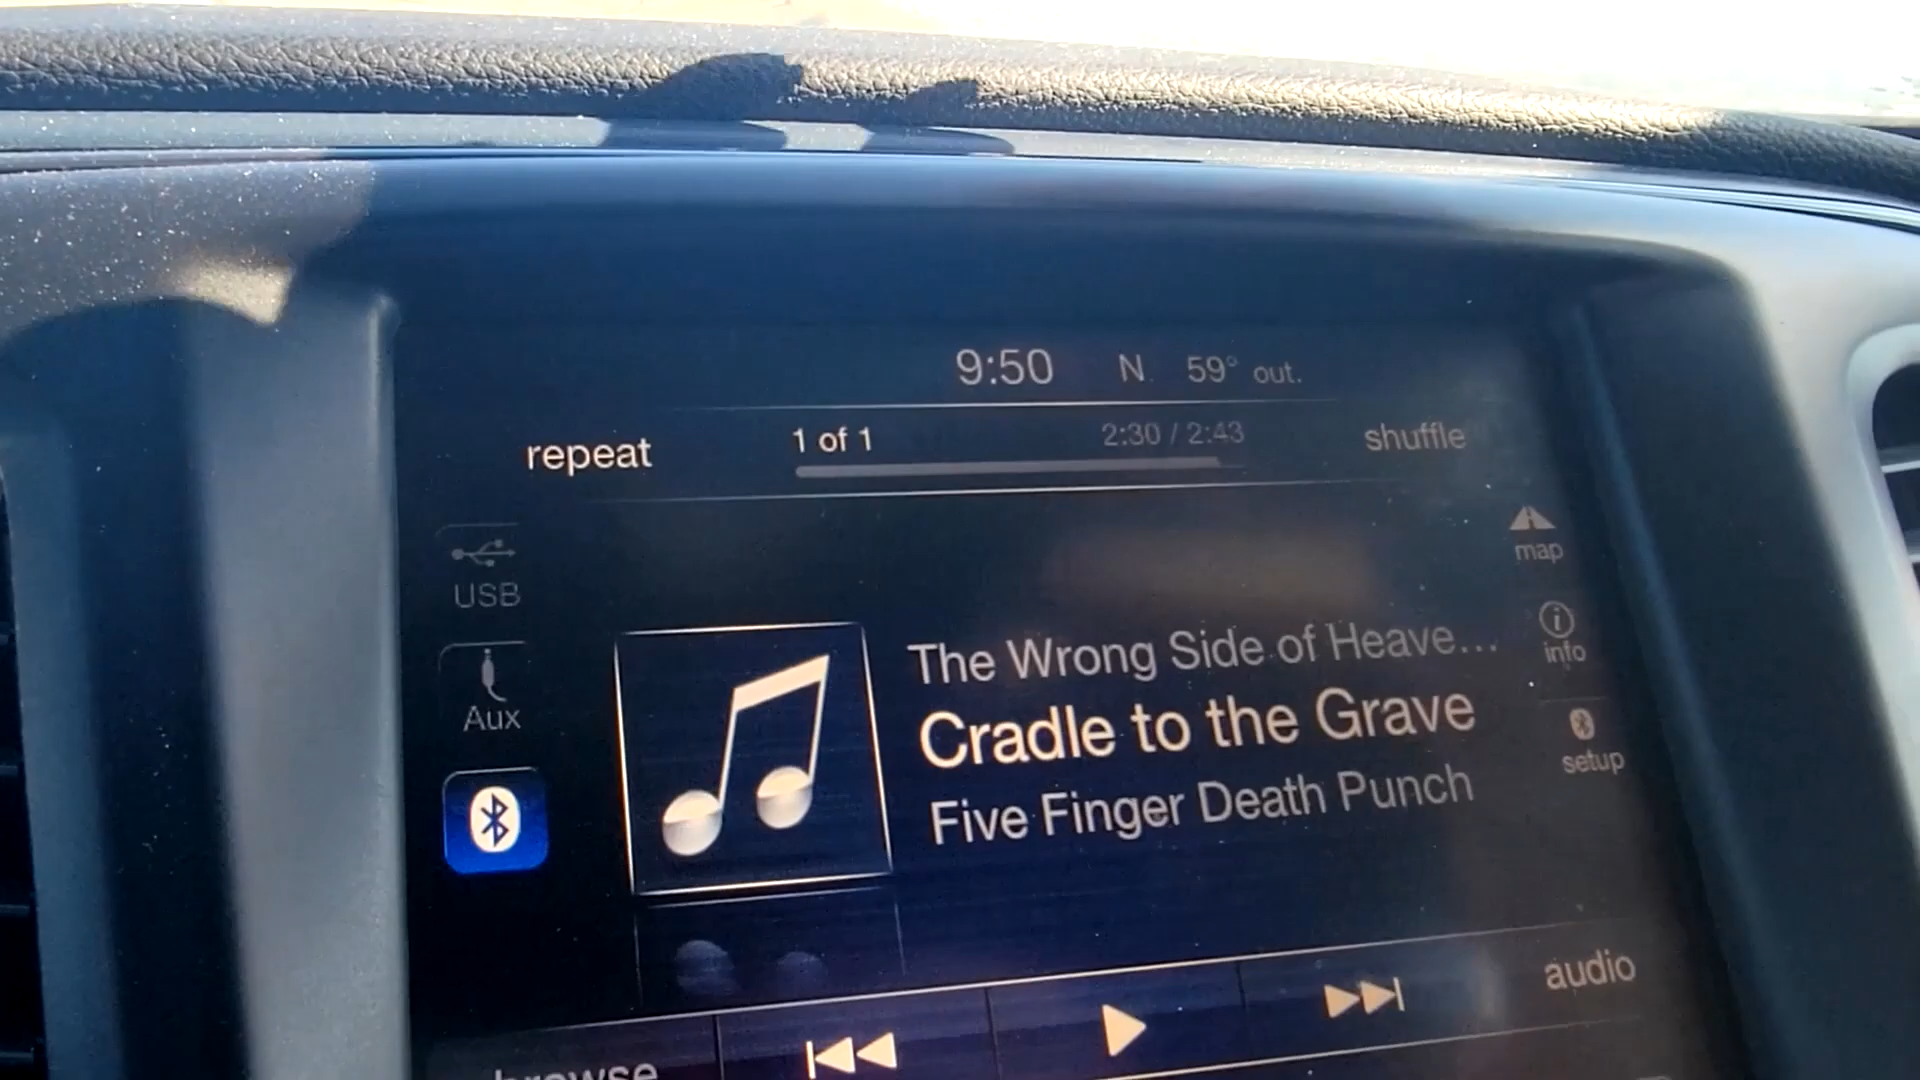 9:50 N 59° out.
repeat 1 of 1 2:30 / 2:43 shuffle
USB
map
The Wrong Side of Heave...
info
Aux
Cradle to the Grave
setup
Five Finger Death Punch
audio
browse